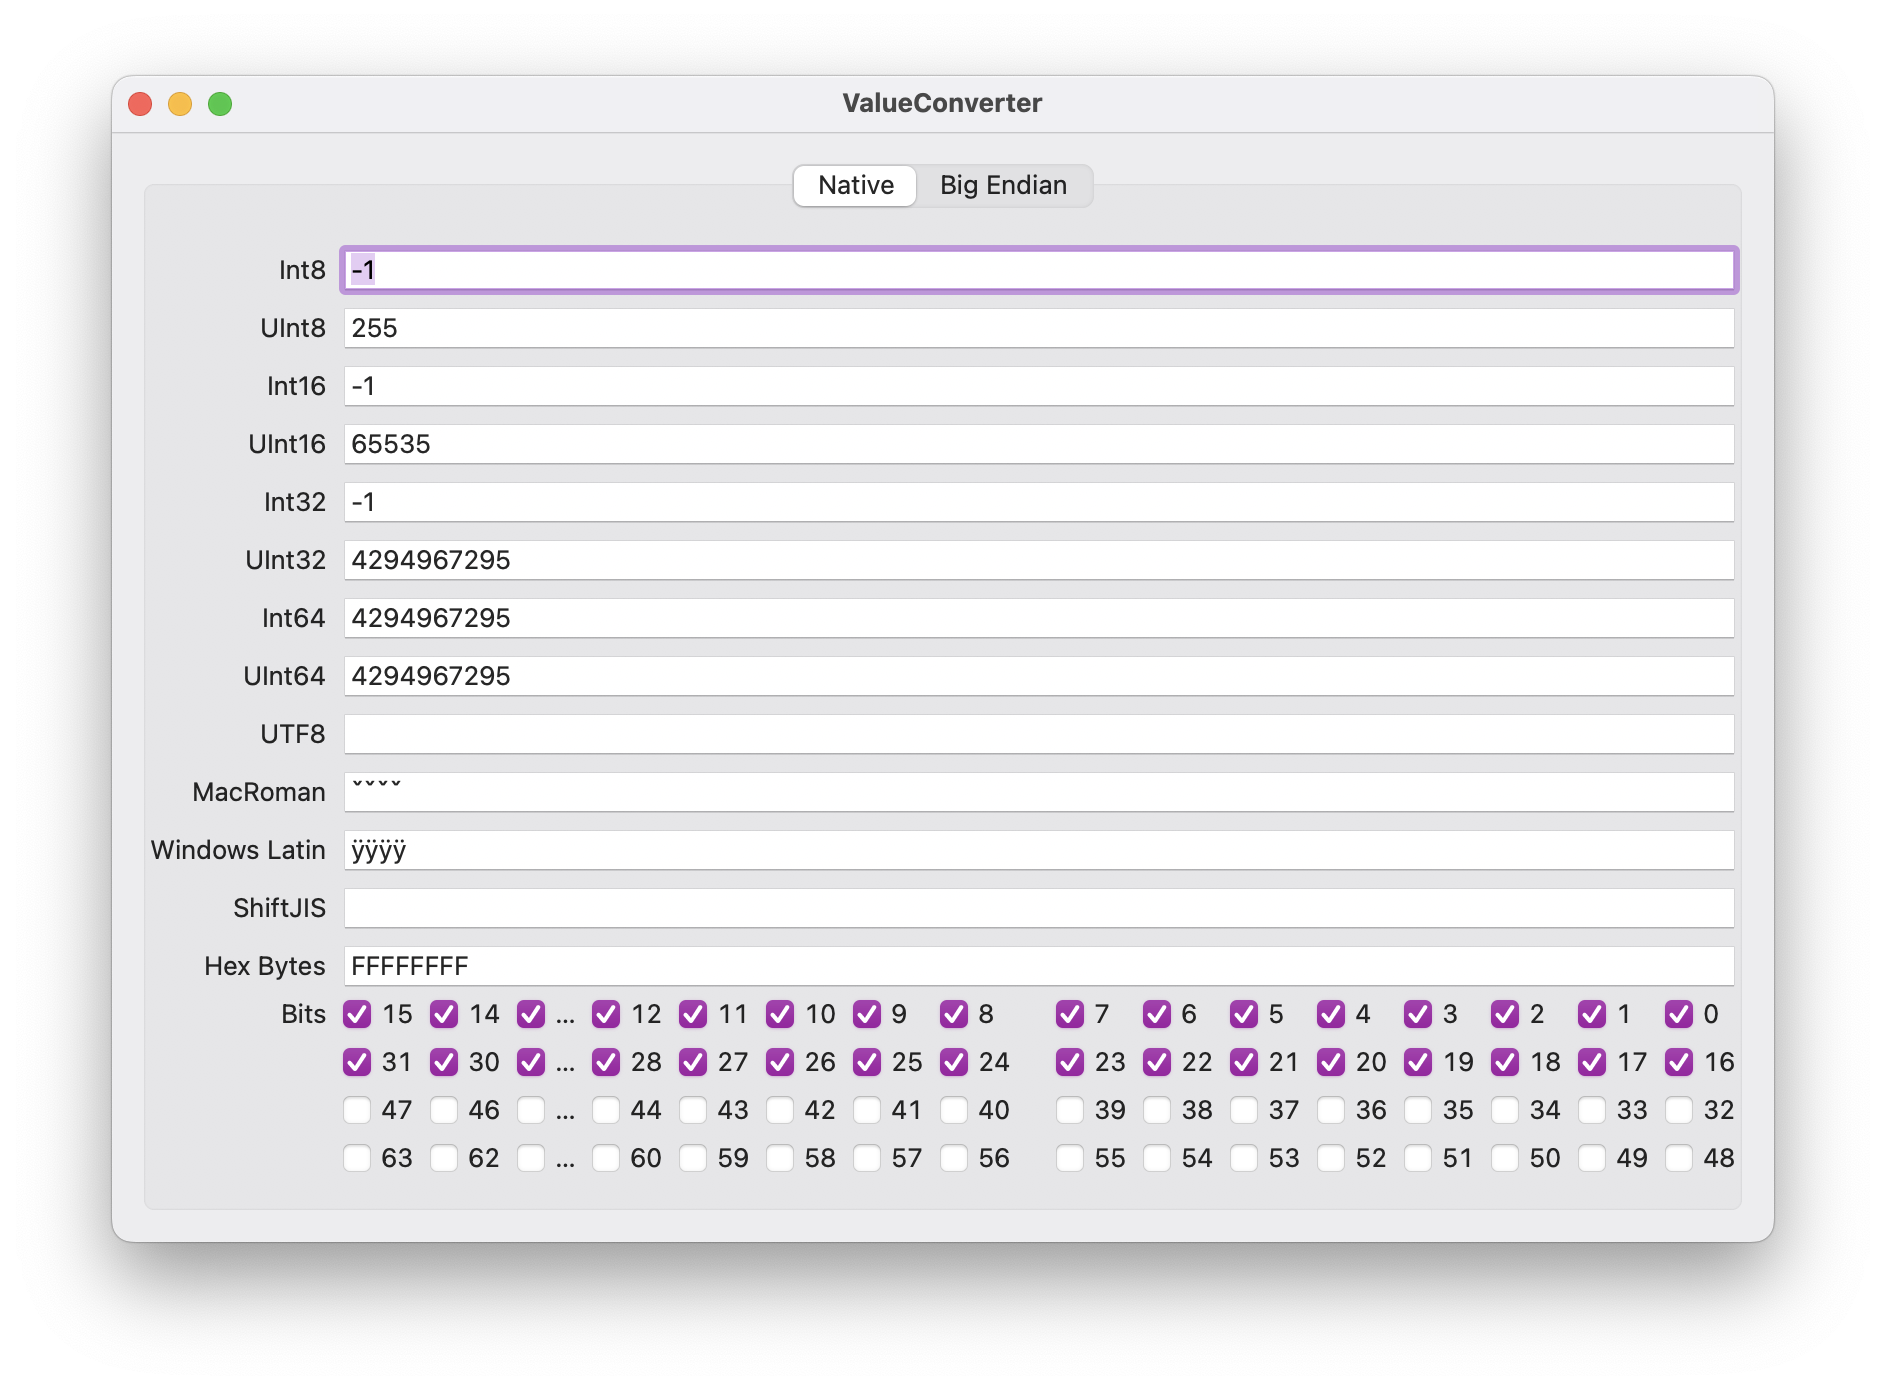 ValueConverter
Native Big Endian
Int8 -1
UInt8 255
Int16 -1
UInt16 65535
Int32 -1
UInt32 4294967295
Int64 4294967295
UInt64 4294967295
UTF8
MacRoman ˇˇˇˇ
Windows Latin ÿÿÿÿ
ShiftJIS
Hex Bytes FFFFFFFF
Bits 15 14 ... 12 11 10 9 8 7 6 5 4 3 2 1 0
31 30 ... 28 27 26 25 24 23 22 21 20 19 18 17 16
47 46 ... 44 43 42 41 40 39 38 37 36 35 34 33 32
63 62 ... 60 59 58 57 56 55 54 53 52 51 50 49 48